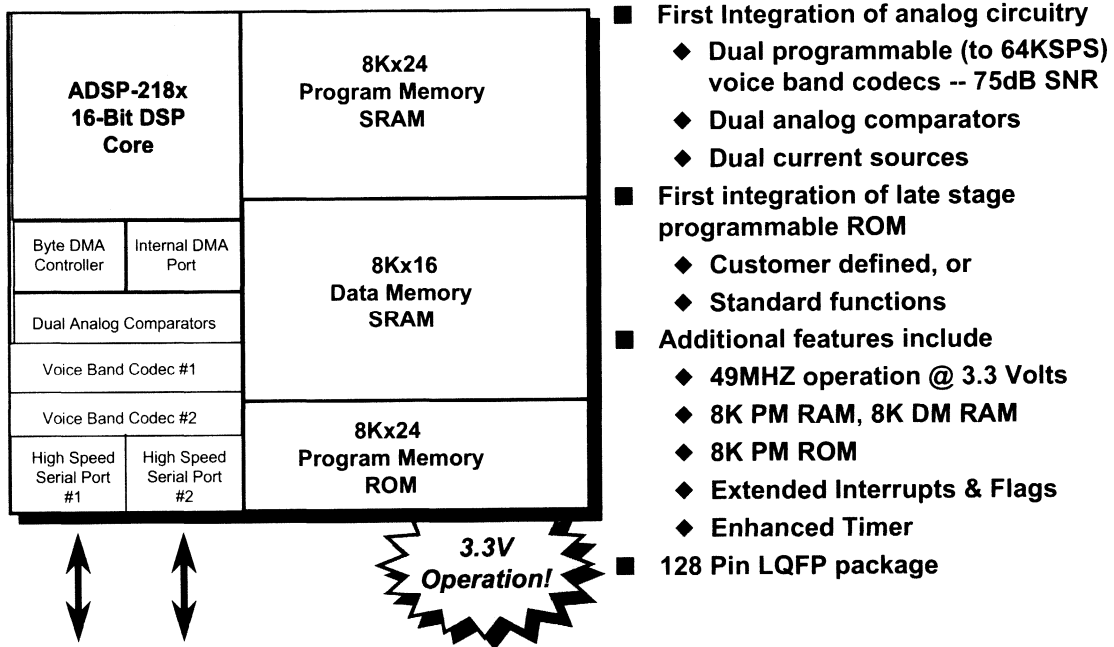 ADSP-218x
16-Bit DSP
Core
8Kx24
Program Memory
SRAM
Byte DMA
Controller
Internal DMA
Port
8Kx16
Data Memory
SRAM
Dual Analog Comparators
Voice Band Codec #1
Voice Band Codec #2
High Speed
Serial Port
#1
High Speed
Serial Port
#2
8Kx24
Program Memory
ROM
3.3V
Operation!
■ First Integration of analog circuitry
◆ Dual programmable (to 64KSPS)
voice band codecs -- 75dB SNR
◆ Dual analog comparators
◆ Dual current sources
■ First integration of late stage
programmable ROM
◆ Customer defined, or
◆ Standard functions
■ Additional features include
◆ 49MHZ operation @ 3.3 Volts
◆ 8K PM RAM, 8K DM RAM
◆ 8K PM ROM
◆ Extended Interrupts & Flags
◆ Enhanced Timer
■ 128 Pin LQFP package